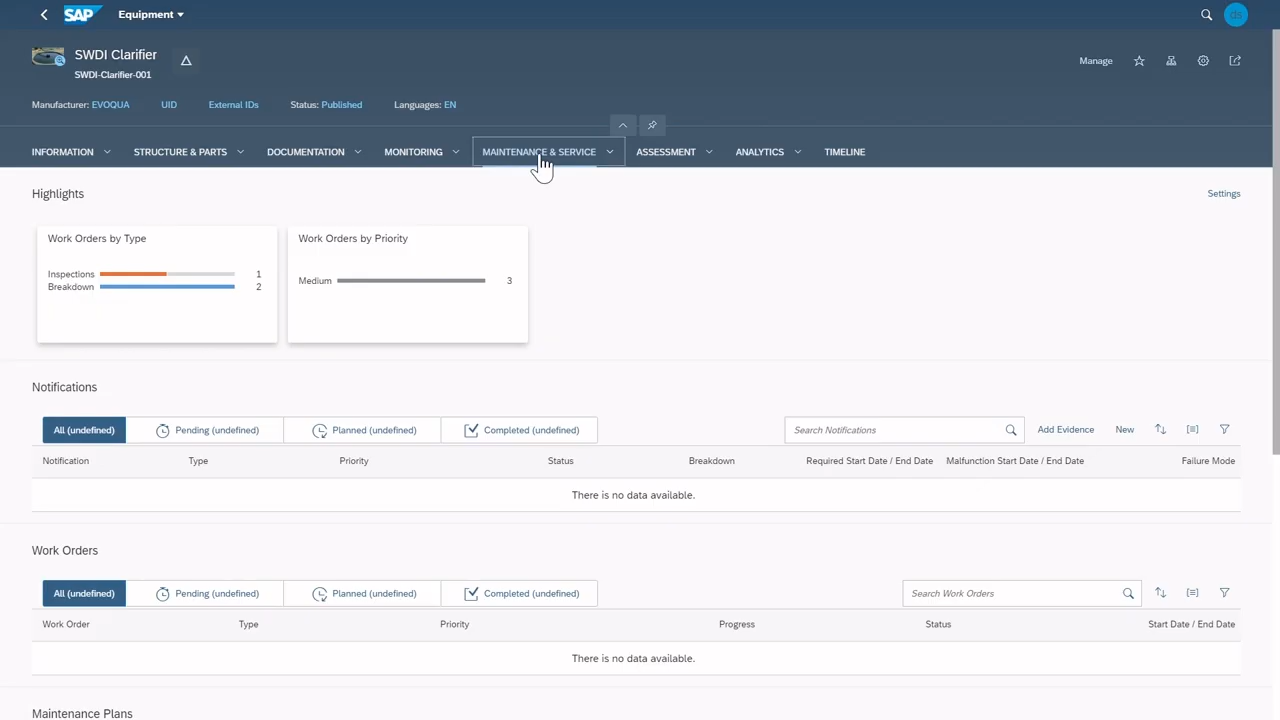 SAP Equipment
ds
SWDI Clarifier
SWDI-Clarifier-001
Manage
Manufacturer: EVOQUA UID External IDs Status: Published Languages: EN
INFORMATION STRUCTURE & PARTS DOCUMENTATION MONITORING MAINTENANCE & SERVICE ASSESSMENT ANALYTICS TIMELINE
Highlights Settings
Work Orders by Type
Inspections 1
Breakdown 2
Work Orders by Priority
Medium 3
Notifications
All (undefined) Pending (undefined) Planned (undefined) Completed (undefined) Search Notifications Add Evidence New
Notification Type Priority Status Breakdown Required Start Date / End Date Malfunction Start Date / End Date Failure Mode
There is no data available.
Work Orders
All (undefined) Pending (undefined) Planned (undefined) Completed (undefined) Search Work Orders
Work Order Type Priority Progress Status Start Date / End Date
There is no data available.
Maintenance Plans